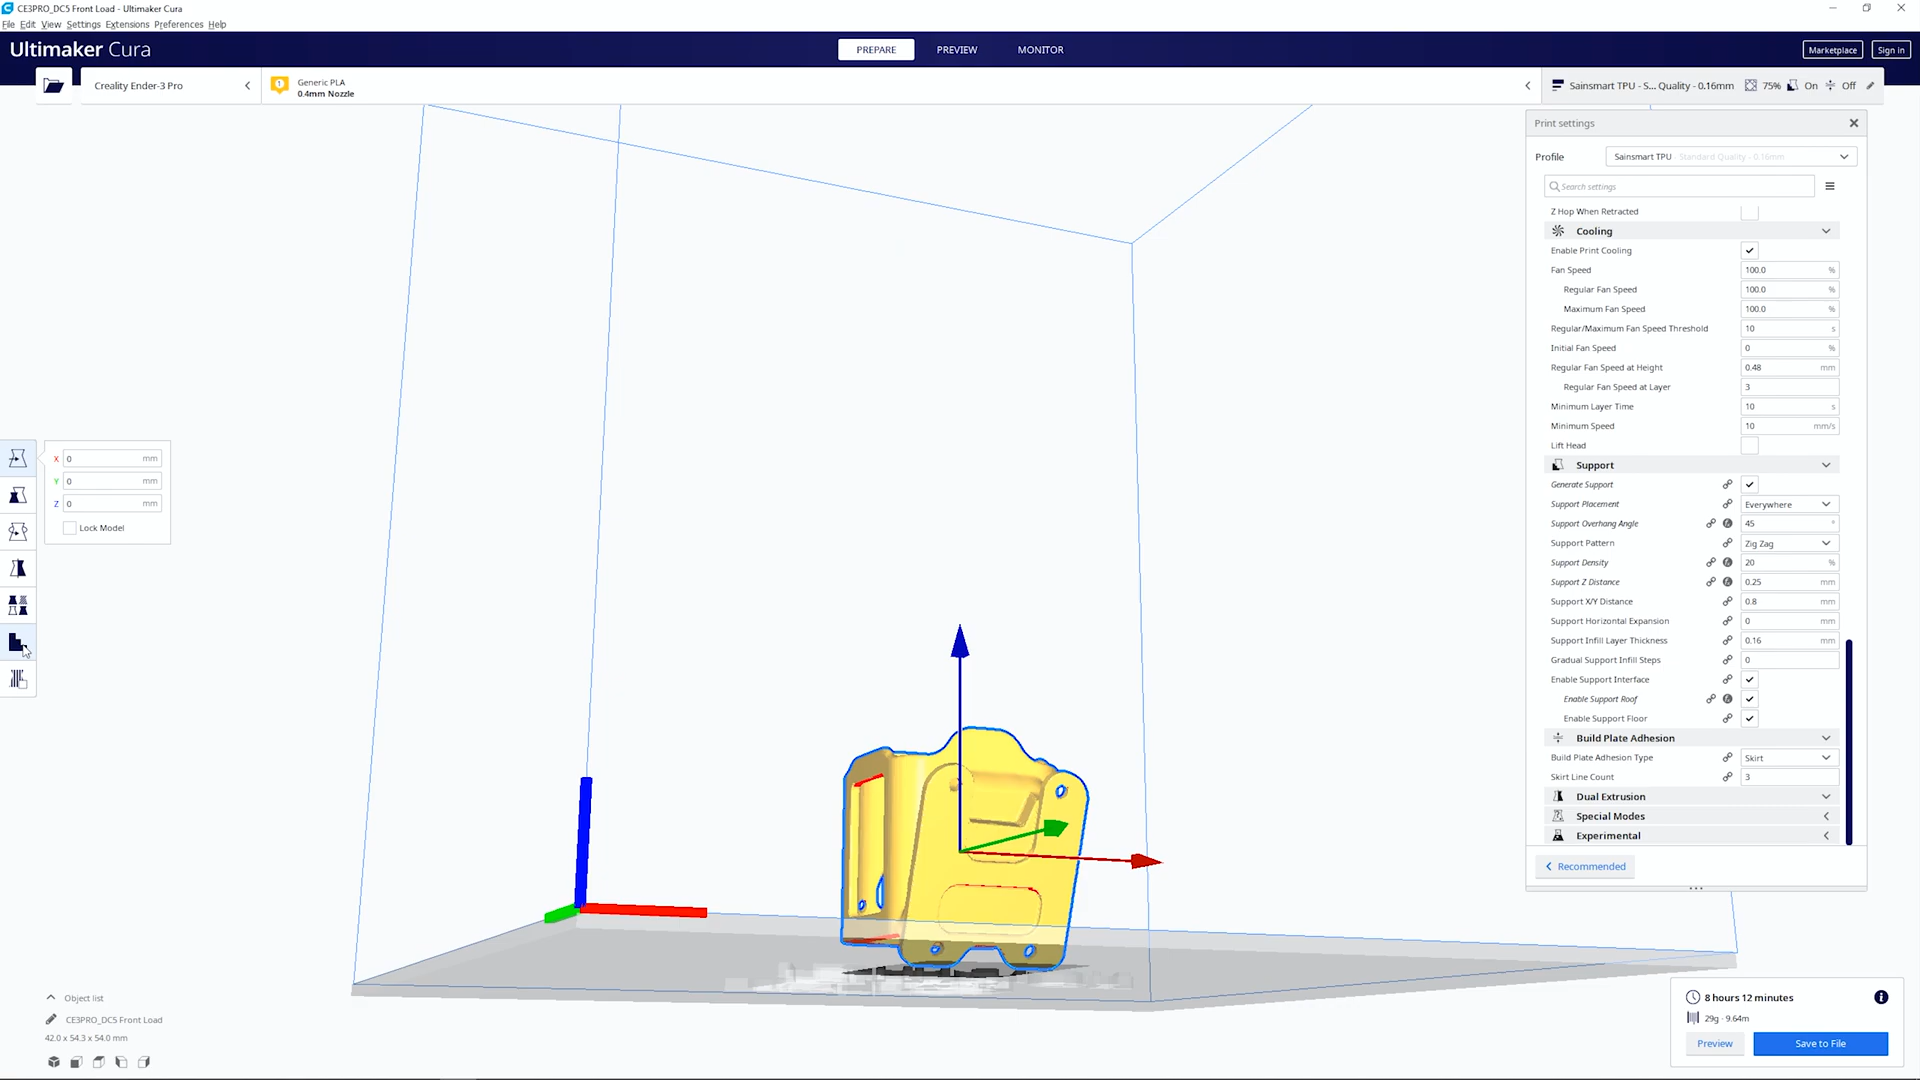 CE3PRO_DC5 Front Load - Ultimaker Cura
File Edit View Settings Extensions Preferences Help
Ultimaker Cura
PREPARE
PREVIEW
MONITOR
Marketplace
Sign in
Creality Ender-3 Pro
1
Generic PLA
0.4mm Nozzle
Sainsmart TPU - S... Quality - 0.16mm
75%
On
Off
Print settings
Profile
Sainsmart TPU - Standard Quality - 0.16mm
Search settings
Z Hop When Retracted
Cooling
Enable Print Cooling
Fan Speed 100.0 %
Regular Fan Speed 100.0 %
Maximum Fan Speed 100.0 %
Regular/Maximum Fan Speed Threshold 10 s
Initial Fan Speed 0 %
Regular Fan Speed at Height 0.48 mm
Regular Fan Speed at Layer 3
Minimum Layer Time 10 s
Minimum Speed 10 mm/s
Lift Head
Support
Generate Support
Support Placement Everywhere
Support Overhang Angle 45 °
Support Pattern Zig Zag
Support Density 20 %
Support Z Distance 0.25 mm
Support X/Y Distance 0.8 mm
Support Horizontal Expansion 0 mm
Support Infill Layer Thickness 0.16 mm
Gradual Support Infill Steps 0
Enable Support Interface
Enable Support Roof
Enable Support Floor
Build Plate Adhesion
Build Plate Adhesion Type Skirt
Skirt Line Count 3
Dual Extrusion
Special Modes
Experimental
Recommended
X 0 mm
Y 0 mm
Z 0 mm
Lock Model
Object list
CE3PRO_DC5 Front Load
42.0 x 54.3 x 54.0 mm
8 hours 12 minutes
29g · 9.64m
Preview
Save to File